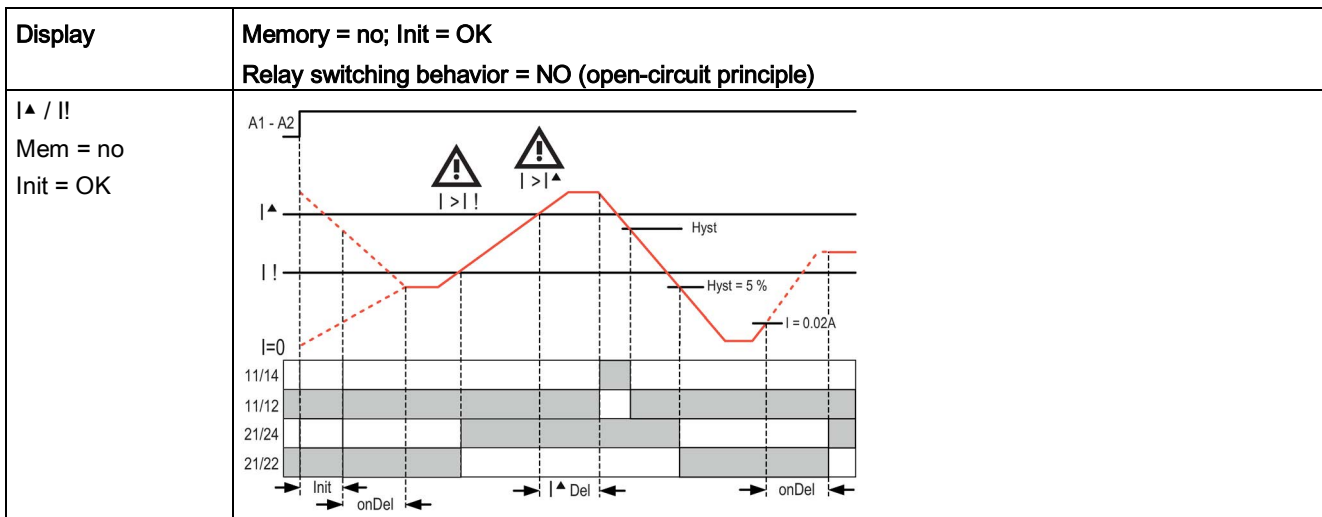 Display
Memory = no; Init = OK
Relay switching behavior = NO (open-circuit principle)
I▲ / I!
Mem = no
Init = OK
A1 - A2
I > I !
I > I▲
I▲
Hyst
I !
Hyst = 5 %
I = 0.02A
I=0
11/14
11/12
21/24
21/22
Init
I▲ Del
onDel
onDel